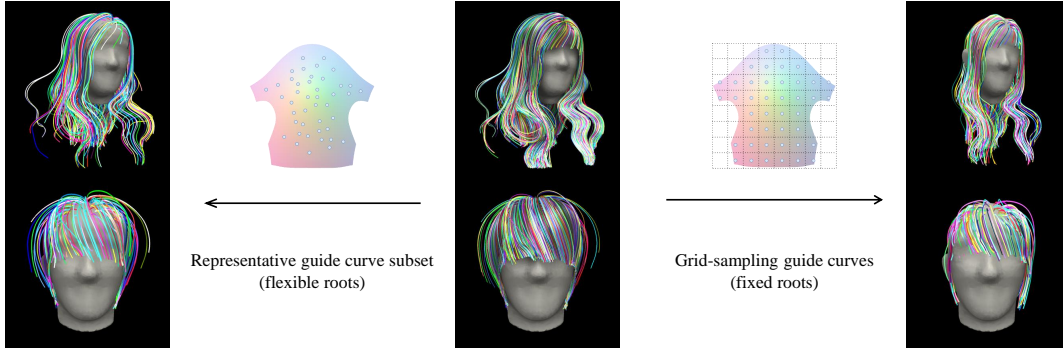 Representative guide curve subset
(flexible roots)
Grid-sampling guide curves
(fixed roots)